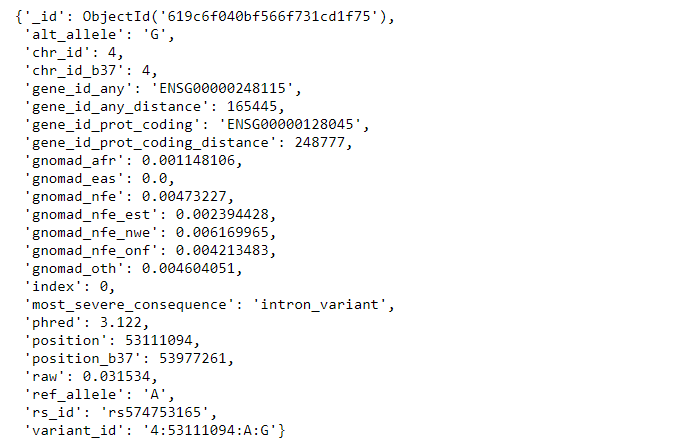 {'_id': ObjectId('619c6f040bf566f731cd1f75'),
 'alt_allele': 'G',
 'chr_id': 4,
 'chr_id_b37': 4,
 'gene_id_any': 'ENSG00000248115',
 'gene_id_any_distance': 165445,
 'gene_id_prot_coding': 'ENSG00000128045',
 'gene_id_prot_coding_distance': 248777,
 'gnomad_afr': 0.001148106,
 'gnomad_eas': 0.0,
 'gnomad_nfe': 0.00473227,
 'gnomad_nfe_est': 0.002394428,
 'gnomad_nfe_nwe': 0.006169965,
 'gnomad_nfe_onf': 0.004213483,
 'gnomad_oth': 0.004604051,
 'index': 0,
 'most_severe_consequence': 'intron_variant',
 'phred': 3.122,
 'position': 53111094,
 'position_b37': 53977261,
 'raw': 0.031534,
 'ref_allele': 'A',
 'rs_id': 'rs574753165',
 'variant_id': '4:53111094:A:G'}